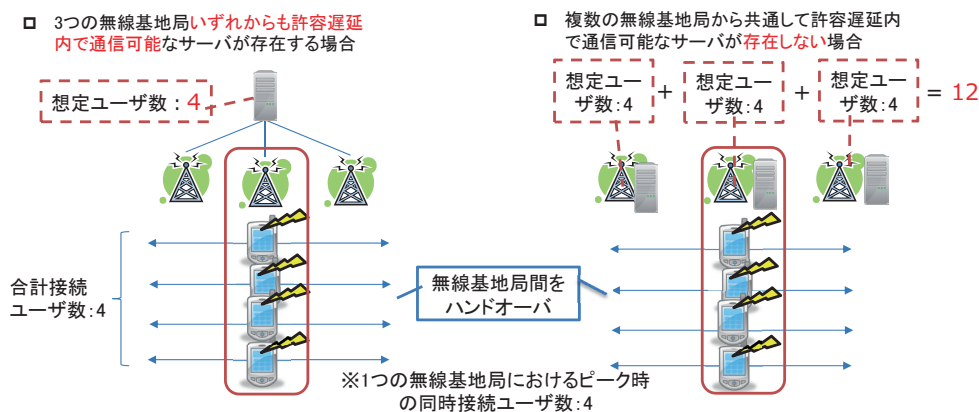 3つの無線基地局いずれからも許容遅延
内で通信可能なサーバが存在する場合
想定ユーザ数：4
合計接続
ユーザ数：4
無線基地局間を
ハンドオーバ
※1つの無線基地局におけるピーク時
の同時接続ユーザ数：4
複数の無線基地局から共通して許容遅延内
で通信可能なサーバが存在しない場合
想定ユー
ザ数：4
+
想定ユー
ザ数：4
+
想定ユー
ザ数：4
= 12